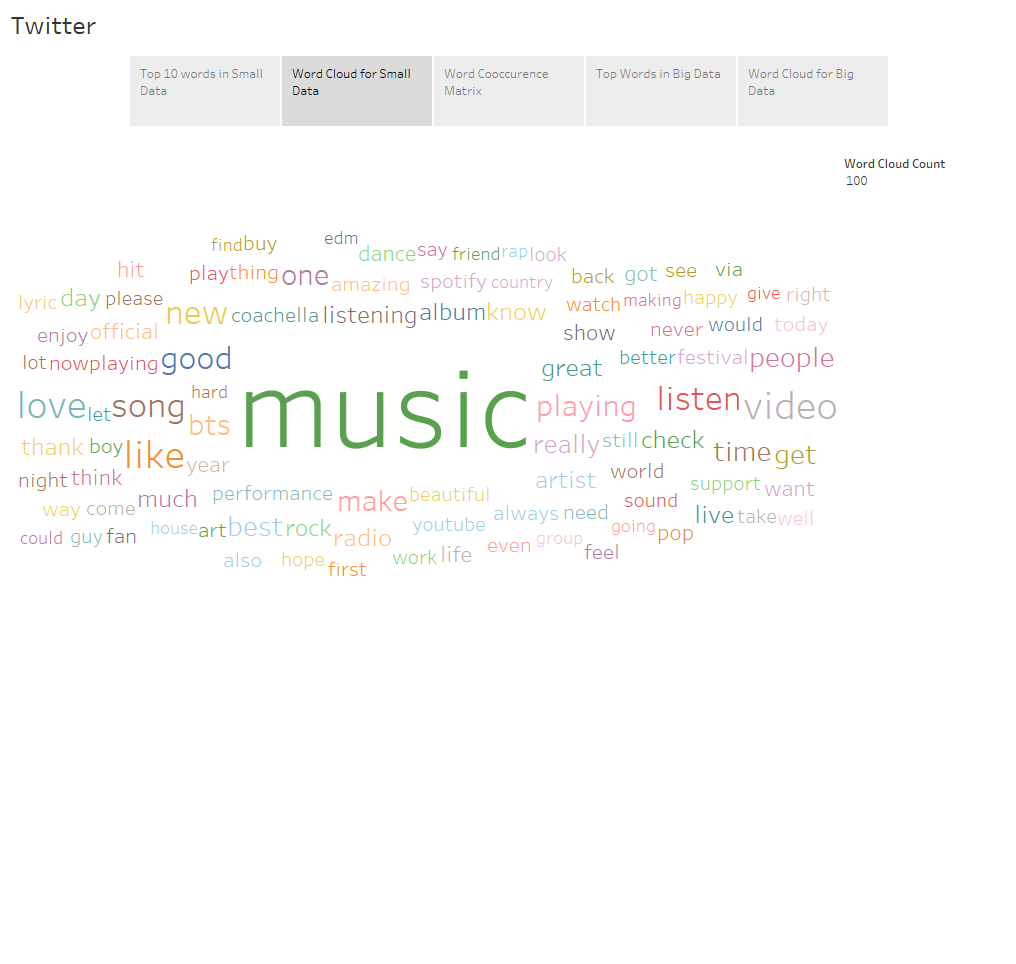 Twitter
Top 10 words in Small
Data
Word Cloud for Small
Data
Word Cooccurence
Matrix
Top Words in Big Data
Word Cloud for Big
Data
Word Cloud Count
100
find buy edm dance say friend rap look
hit play thing one amazing spotify country back got see via
lyric day please new coachella listening album know watch making happy give right
enjoy official show never would today
lot nowplaying good great better festival people
love let song hard bts music playing listen video
thank boy like year really still check time get
night think much performance make beautiful artist world support want
way come house art best rock radio youtube always need sound going pop live take well
could guy fan also hope first work life even group feel